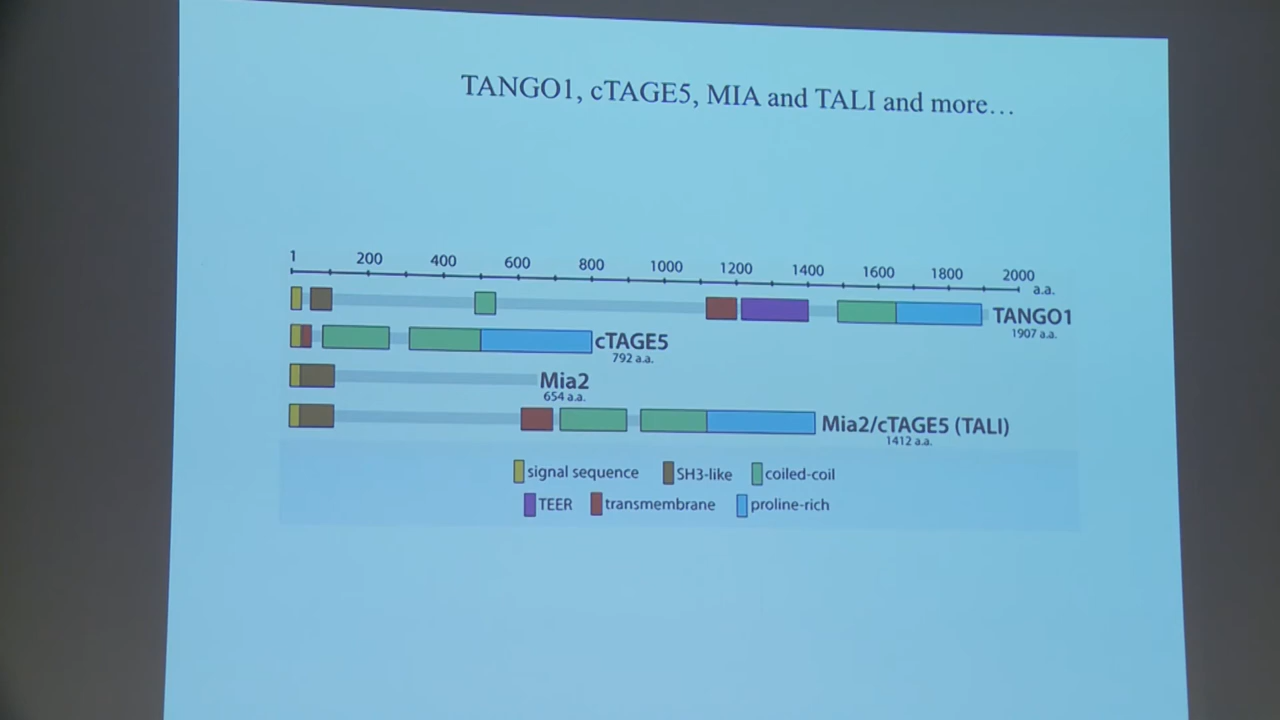 TANGO1, cTAGE5, MIA and TALI and more…
1 200 400 600 800 1000 1200 1400 1600 1800 2000
a.a.
TANGO1
1907 a.a.
cTAGE5
792 a.a.
Mia2
654 a.a.
Mia2/cTAGE5 (TALI)
1412 a.a.
signal sequence SH3-like coiled-coil
TEER transmembrane proline-rich